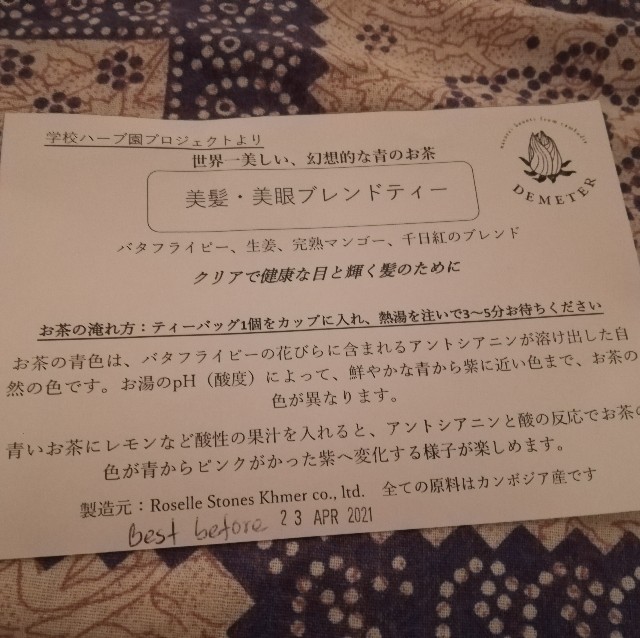 学校ハーブ園プロジェクトより
世界一美しい、幻想的な青のお茶
DEMETER
美髪・美眼ブレンドティー
バタフライピー、生姜、完熟マンゴー、千日紅のブレンド
クリアで健康な目と輝く髪のために
お茶の淹れ方：ティーバッグ1個をカップに入れ、熱湯を注いで3～5分お待ちください
お茶の青色は、バタフライピーの花びらに含まれるアントシアニンが溶け出した自
然の色です。お湯のpH（酸度）によって、鮮やかな青から紫に近い色まで、お茶の
色が異なります。
青いお茶にレモンなど酸性の果汁を入れると、アントシアニンと酸の反応でお茶の
色が青からピンクがかった紫へ変化する様子が楽しめます。
製造元：Roselle Stones Khmer co., ltd.　全ての原料はカンボジア産です
Best before 23 APR 2021